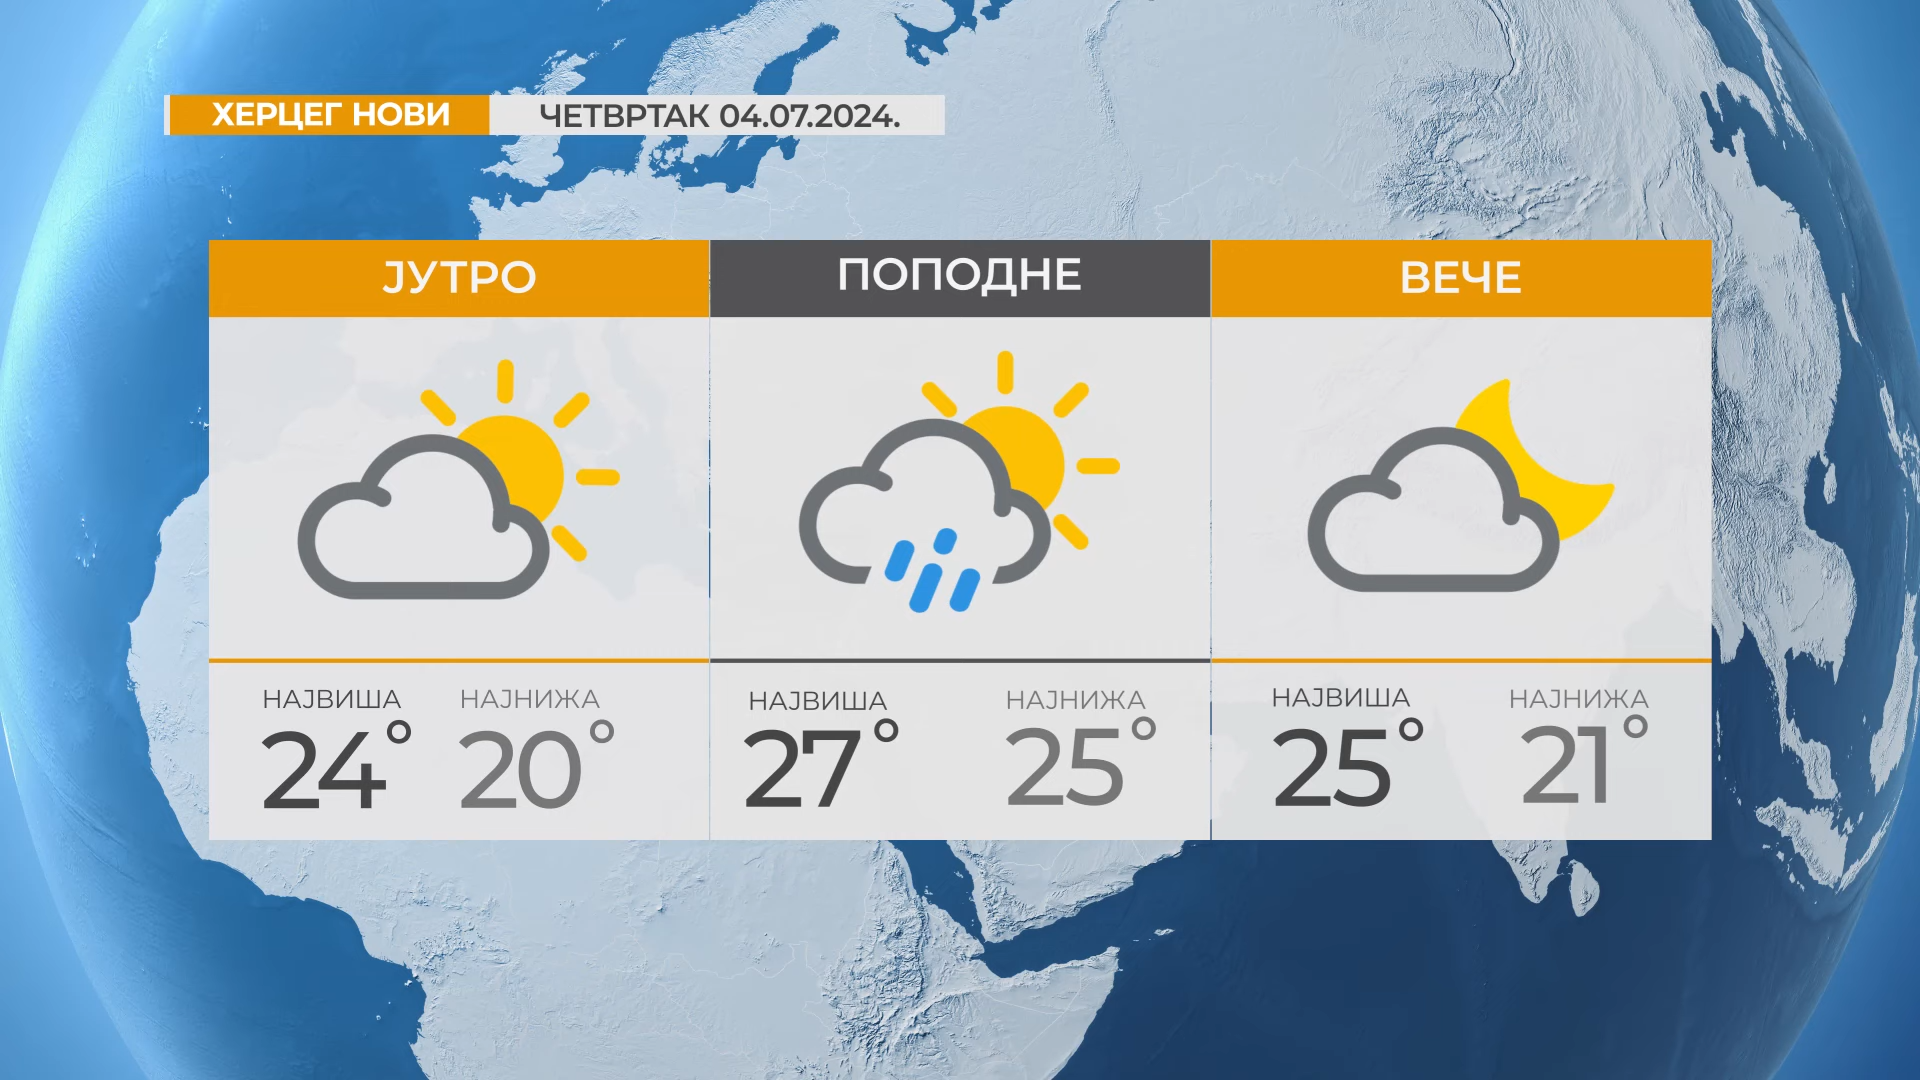 ХЕРЦЕГ НОВИ
ЧЕТВРТАК 04.07.2024.
ЈУТРО
ПОПОДНЕ
ВЕЧЕ
НАЈВИША
НАЈНИЖА
24°
20°
НАЈВИША
НАЈНИЖА
27°
25°
НАЈВИША
НАЈНИЖА
25°
21°